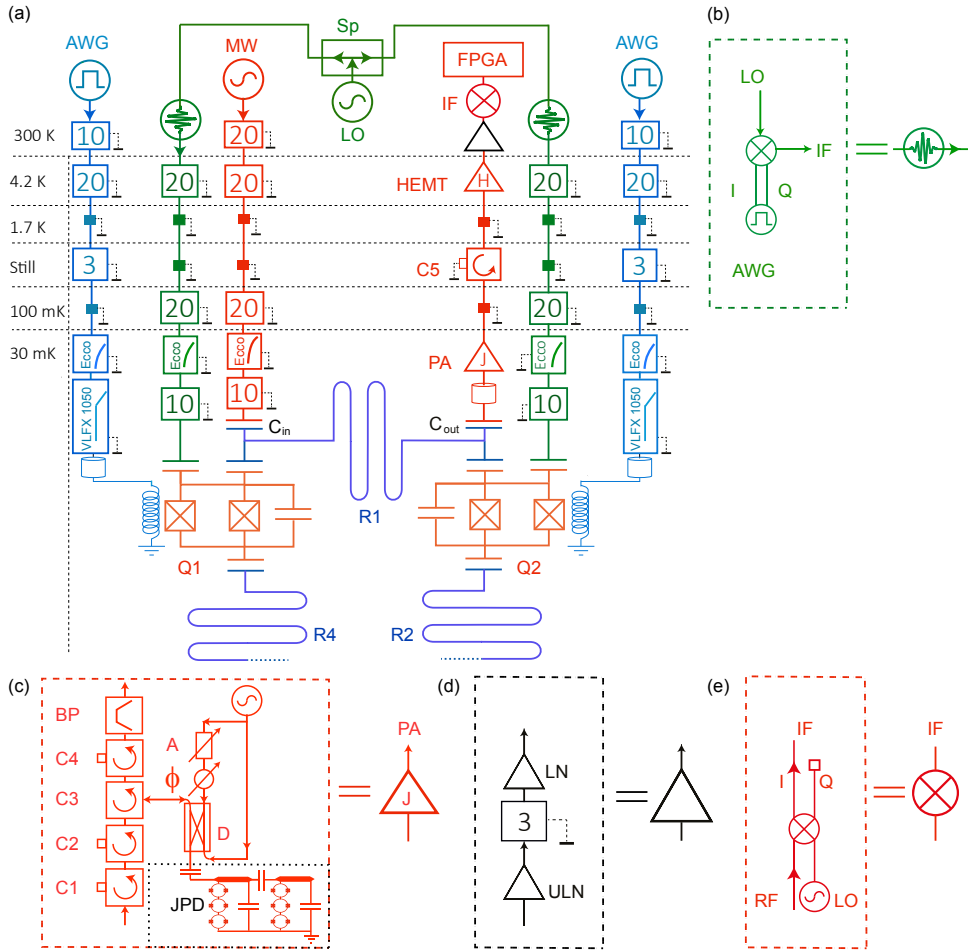 (a)
Sp
(b)
AWG
MW
AWG
FPGA
LO
IF
LO
300 K
10
20
10
IF
I
Q
HEMT
H
4.2 K
20
20
20
20
20
1.7 K
Still
3
C5
3
AWG
100 mK
20
20
20
30 mK
Ecco
Ecco
Ecco
PA
J
Ecco
Ecco
VLFX 1050
10
10
10
VLFX 1050
Cin
Cout
R1
Q1
Q2
R4
R2
(c)
(d)
(e)
BP
PA
IF
IF
A
LN
C4
I
Q
ϕ
C3
J
3
D
C2
JPD
ULN
RF
LO
C1